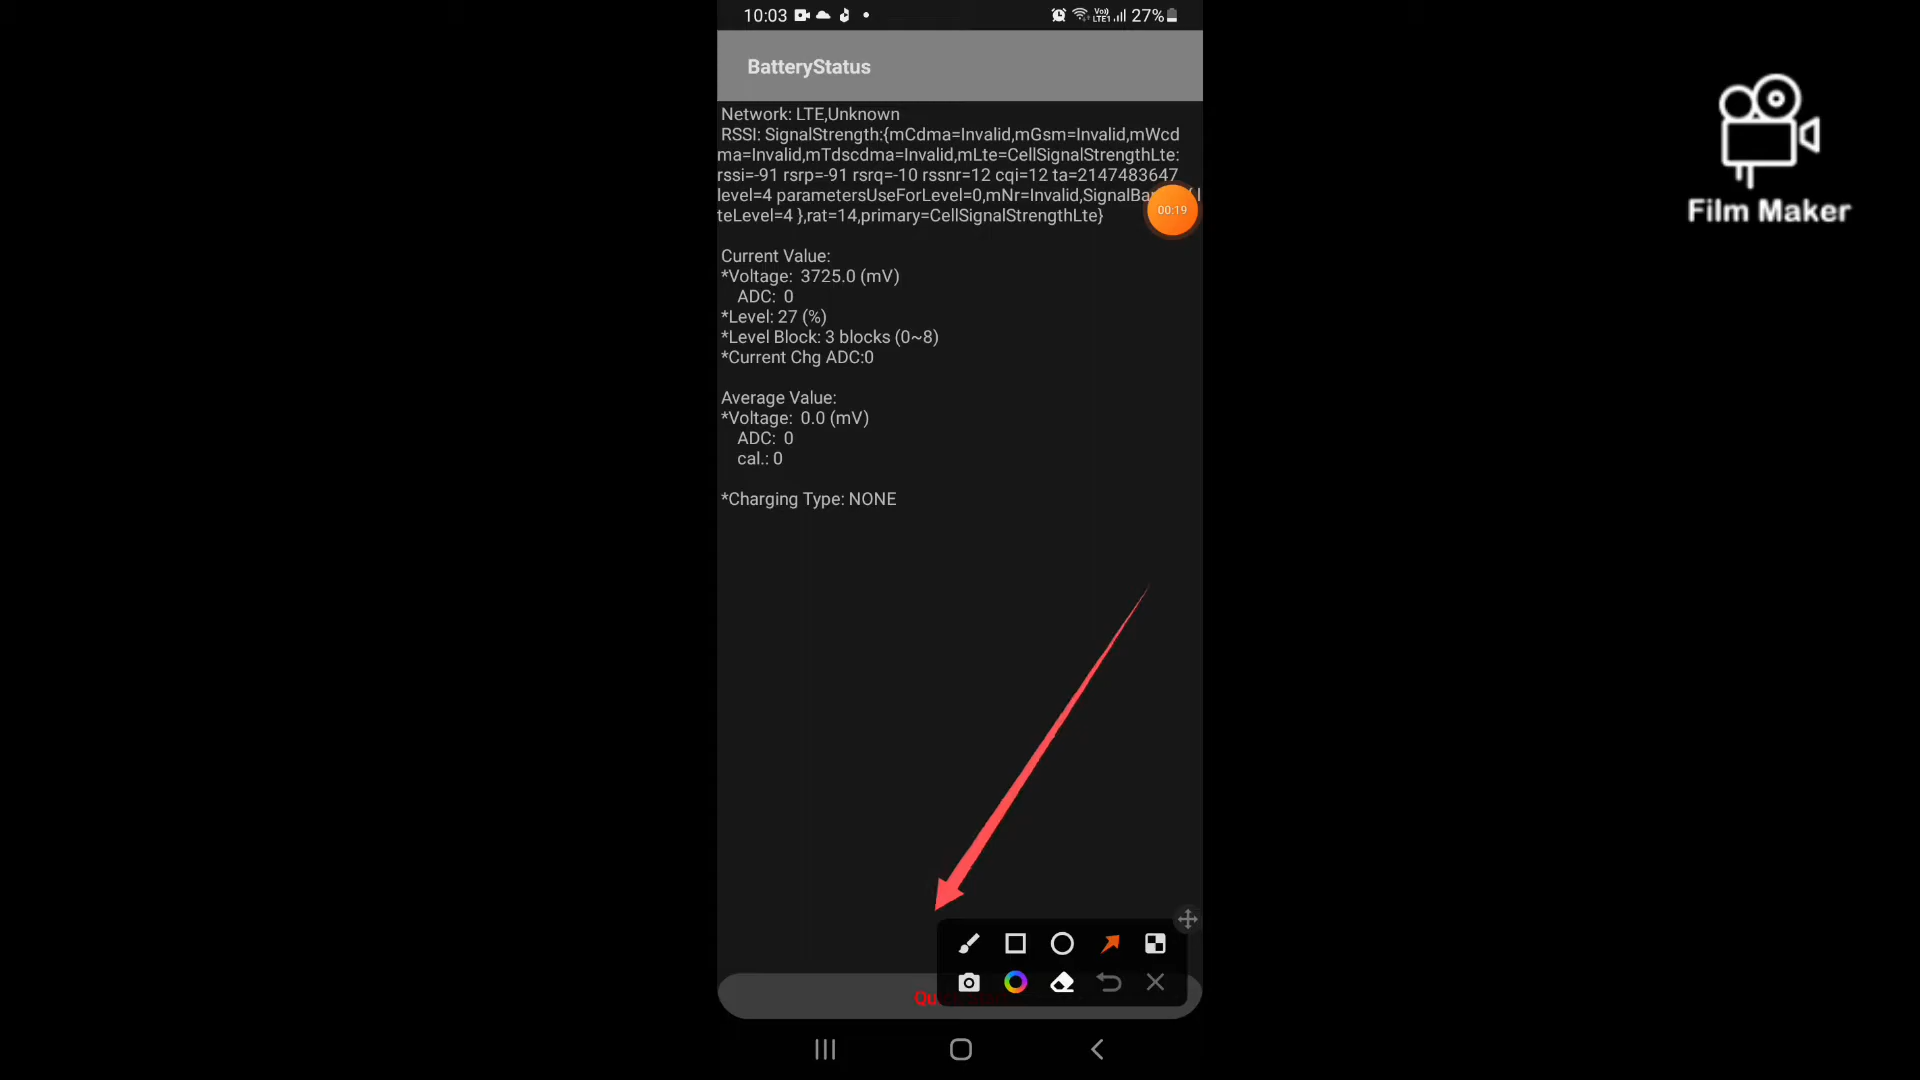 10:03
VoI) LTE1 27%
BatteryStatus
Network: LTE,Unknown
RSSI: SignalStrength:{mCdma=Invalid,mGsm=Invalid,mWcd
ma=Invalid,mTdscdma=Invalid,mLte=CellSignalStrengthLte:
rssi=-91 rsrp=-91 rsrq=-10 rssnr=12 cqi=12 ta=2147483647
level=4 parametersUseForLevel=0,mNr=Invalid,SignalBa
teLevel=4 },rat=14,primary=CellSignalStrengthLte}
00:19
Current Value:
*Voltage: 3725.0 (mV)
ADC: 0
*Level: 27 (%)
*Level Block: 3 blocks (0~8)
*Current Chg ADC:0
Average Value:
*Voltage: 0.0 (mV)
ADC: 0
cal.: 0
*Charging Type: NONE
Film Maker